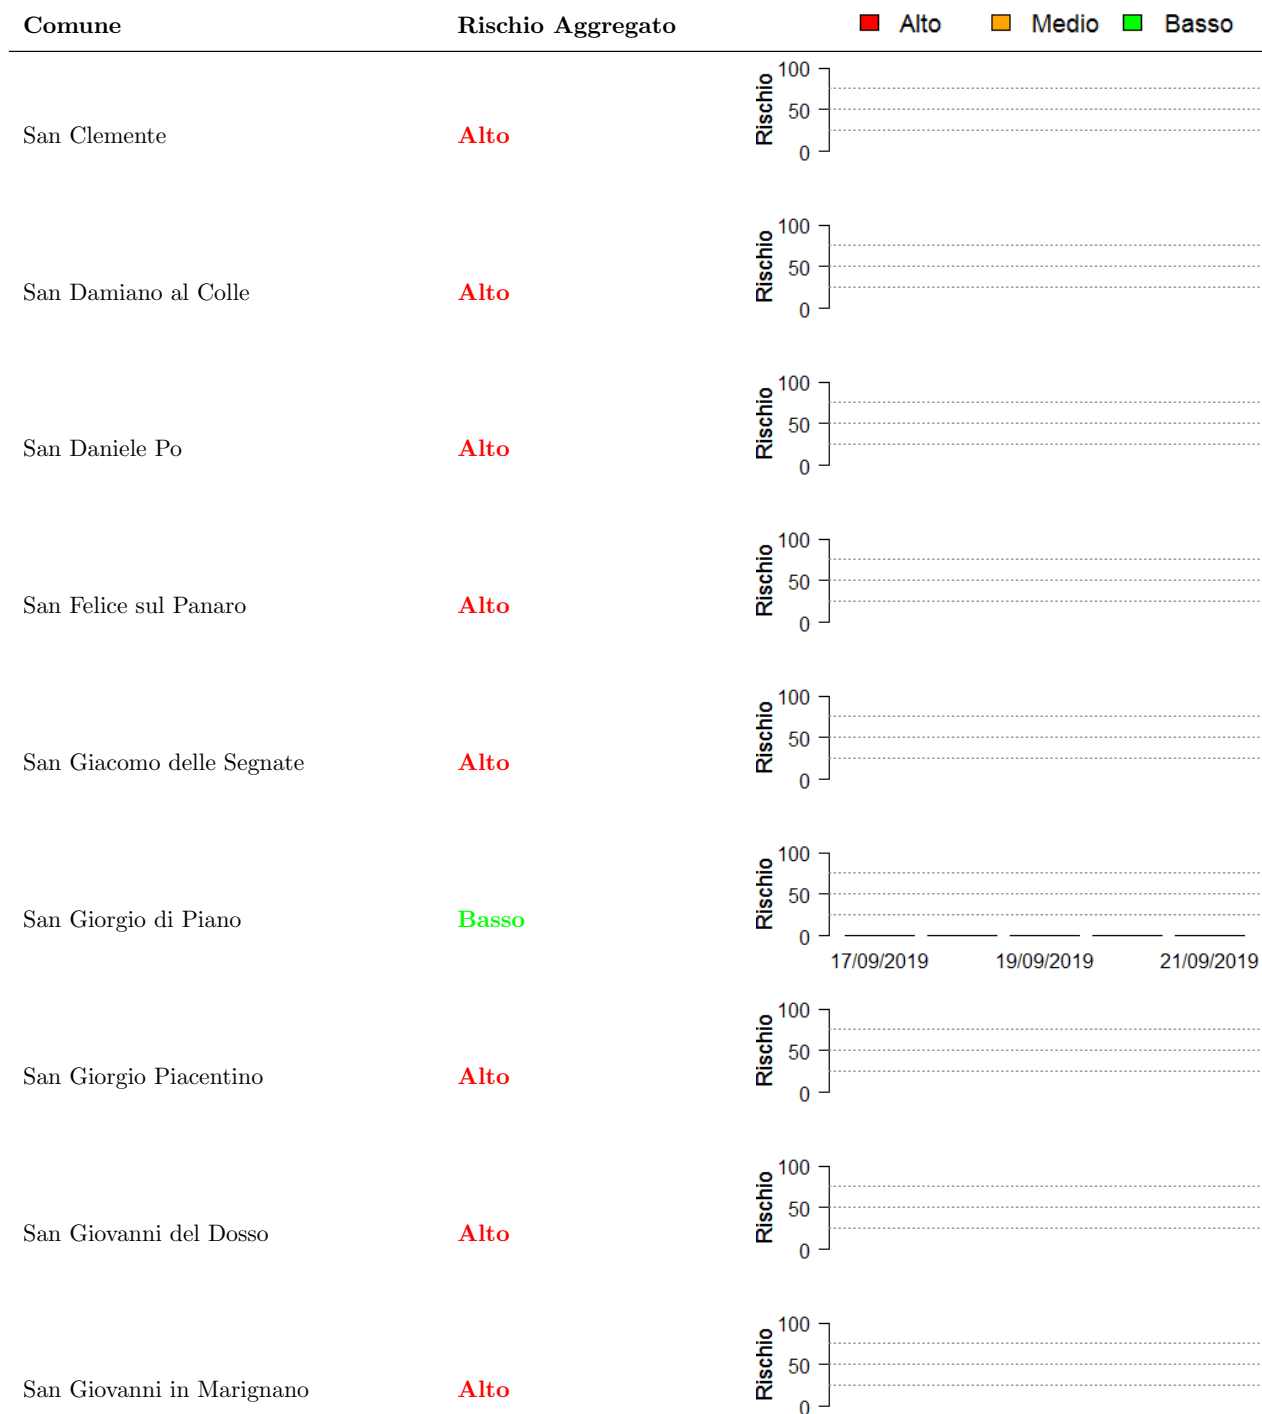 Comune Rischio Aggregato Alto Medio Basso
San Clemente Alto Rischio 100 50 0
San Damiano al Colle Alto Rischio 100 50 0
San Daniele Po Alto Rischio 100 50 0
San Felice sul Panaro Alto Rischio 100 50 0
San Giacomo delle Segnate Alto Rischio 100 50 0
San Giorgio di Piano Basso Rischio 100 50 0
17/09/2019 19/09/2019 21/09/2019
San Giorgio Piacentino Alto Rischio 100 50 0
San Giovanni del Dosso Alto Rischio 100 50 0
San Giovanni in Marignano Alto Rischio 100 50 0